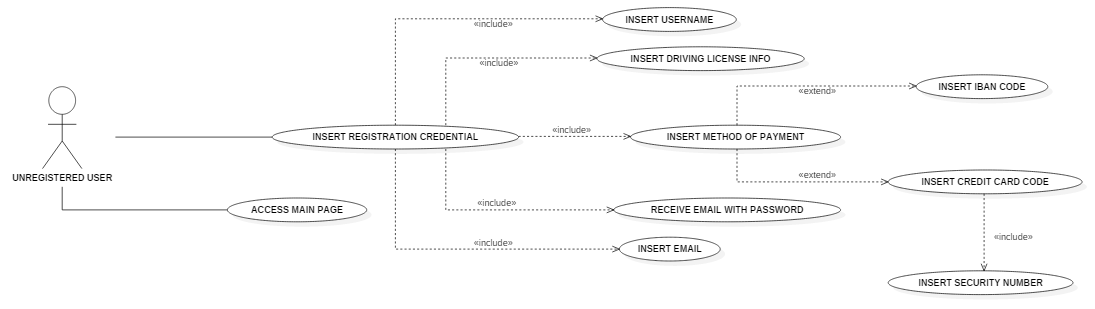 INSERT USERNAME
«include»
INSERT DRIVING LICENSE INFO
«include»
INSERT IBAN CODE
«extend»
INSERT REGISTRATION CREDENTIAL
«include»
INSERT METHOD OF PAYMENT
UNREGISTERED USER
«extend»
INSERT CREDIT CARD CODE
ACCESS MAIN PAGE
«include»
RECEIVE EMAIL WITH PASSWORD
«include»
INSERT EMAIL
«include»
INSERT SECURITY NUMBER